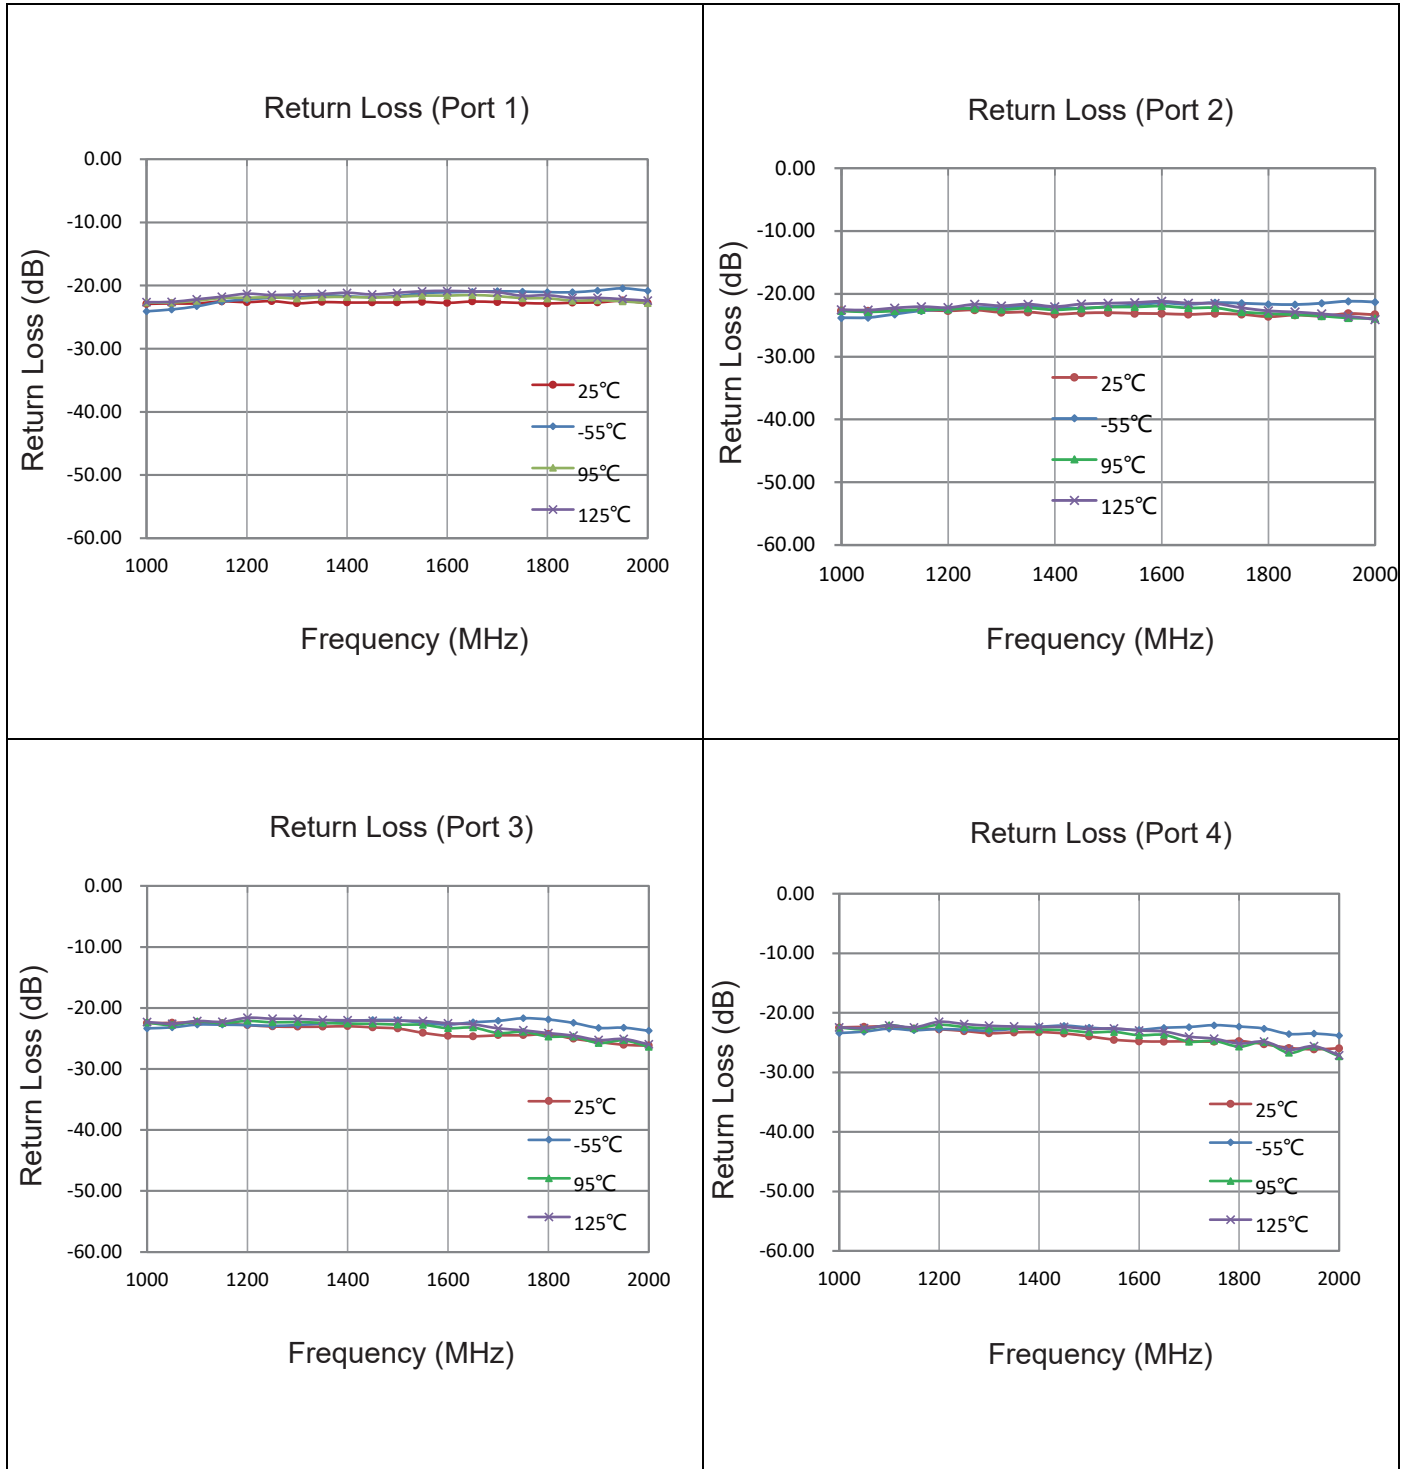 Return Loss (Port 1)
0.00
-10.00
-20.00
-30.00
-40.00
-50.00
-60.00
Return Loss (dB)
25℃
-55℃
95℃
125℃
1000 1200 1400 1600 1800 2000
Frequency (MHz)
Return Loss (Port 2)
0.00
-10.00
-20.00
-30.00
-40.00
-50.00
-60.00
Return Loss (dB)
25℃
-55℃
95℃
125℃
1000 1200 1400 1600 1800 2000
Frequency (MHz)
Return Loss (Port 3)
0.00
-10.00
-20.00
-30.00
-40.00
-50.00
-60.00
Return Loss (dB)
25℃
-55℃
95℃
125℃
1000 1200 1400 1600 1800 2000
Frequency (MHz)
Return Loss (Port 4)
0.00
-10.00
-20.00
-30.00
-40.00
-50.00
-60.00
Return Loss (dB)
25℃
-55℃
95℃
125℃
1000 1200 1400 1600 1800 2000
Frequency (MHz)